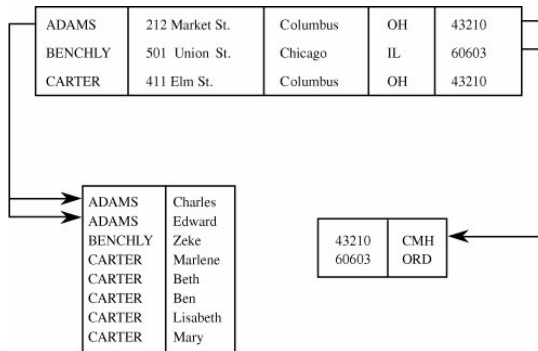 ADAMS 212 Market St. Columbus OH 43210
BENCHLY 501 Union St. Chicago IL 60603
CARTER 411 Elm St. Columbus OH 43210
ADAMS Charles
ADAMS Edward
BENCHLY Zeke
CARTER Marlene
CARTER Beth
CARTER Ben
CARTER Lisabeth
CARTER Mary
43210 CMH
60603 ORD